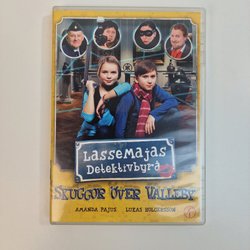 LasseMajas
Detektivbyrå
Skuggor över Valleby
Amanda Pajus Lukas Holgersson